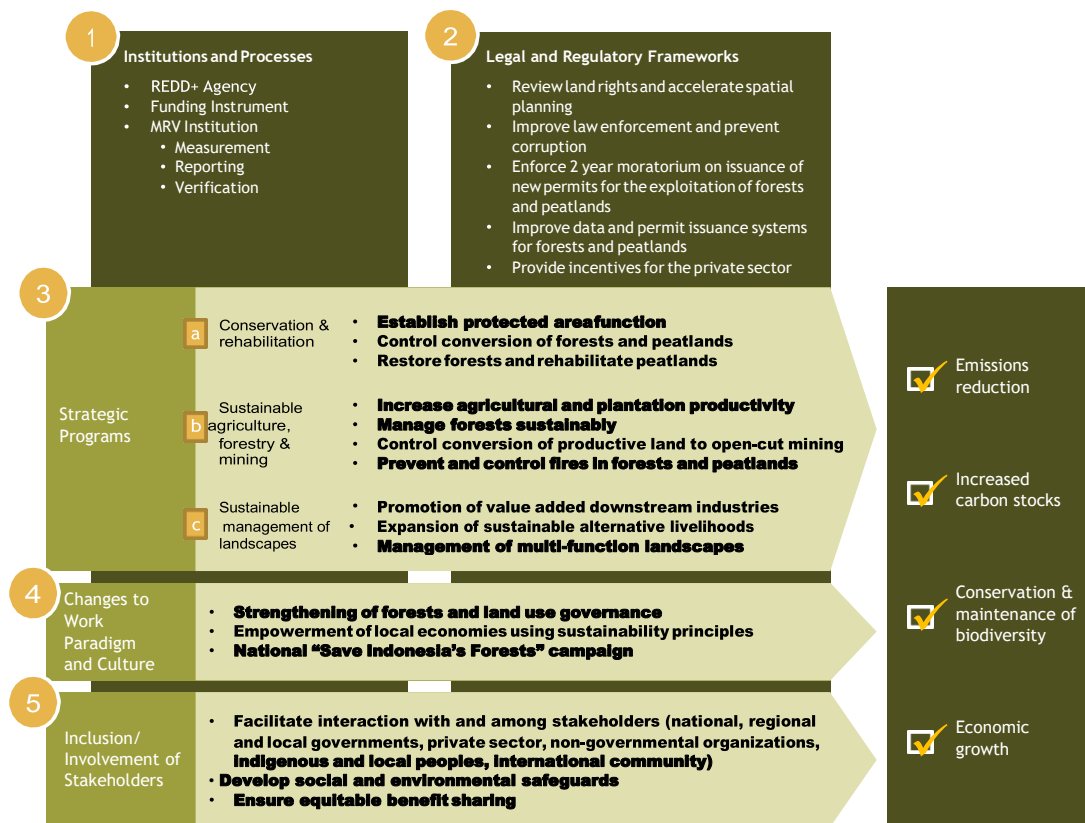 1
Institutions and Processes
• REDD+ Agency
• Funding Instrument
• MRV Institution
• Measurement
• Reporting
• Verification
2
Legal and Regulatory Frameworks
• Review land rights and accelerate spatial
planning
• Improve law enforcement and prevent
corruption
• Enforce 2 year moratorium on issuance of
new permits for the exploitation of forests
and peatlands
• Improve data and permit issuance systems
for forests and peatlands
• Provide incentives for the private sector
3
Strategic
Programs
a
Conservation &
rehabilitation
• Establish protected areafunction
• Control conversion of forests and peatlands
• Restore forests and rehabilitate peatlands
b
Sustainable
agriculture,
forestry &
mining
• Increase agricultural and plantation productivity
• Manage forests sustainably
• Control conversion of productive land to open-cut mining
• Prevent and control fires in forests and peatlands
c
Sustainable
management of
landscapes
• Promotion of value added downstream industries
• Expansion of sustainable alternative livelihoods
• Management of multi-function landscapes
4
Changes to
Work
Paradigm
and Culture
• Strengthening of forests and land use governance
• Empowerment of local economies using sustainability principles
• National “Save Indonesia’s Forests” campaign
5
Inclusion/
Involvement of
Stakeholders
• Facilitate interaction with and among stakeholders (national, regional
and local governments, private sector, non-governmental organizations,
indigenous and local peoples, international community)
• Develop social and environmental safeguards
• Ensure equitable benefit sharing
Emissions
reduction
Increased
carbon stocks
Conservation &
maintenance of
biodiversity
Economic
growth